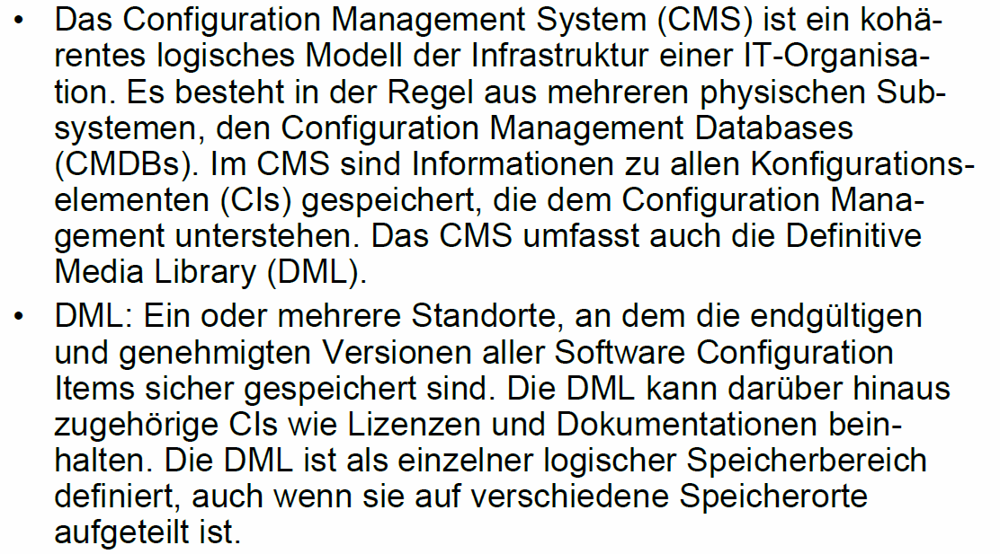 • Das Configuration Management System (CMS) ist ein kohä-
rentes logisches Modell der Infrastruktur einer IT-Organisa-
tion. Es besteht in der Regel aus mehreren physischen Sub-
systemen, den Configuration Management Databases
(CMDBs). Im CMS sind Informationen zu allen Konfigurations-
elementen (CIs) gespeichert, die dem Configuration Mana-
gement unterstehen. Das CMS umfasst auch die Definitive
Media Library (DML).
• DML: Ein oder mehrere Standorte, an dem die endgültigen
und genehmigten Versionen aller Software Configuration
Items sicher gespeichert sind. Die DML kann darüber hinaus
zugehörige CIs wie Lizenzen und Dokumentationen bein-
halten. Die DML ist als einzelner logischer Speicherbereich
definiert, auch wenn sie auf verschiedene Speicherorte
aufgeteilt ist.